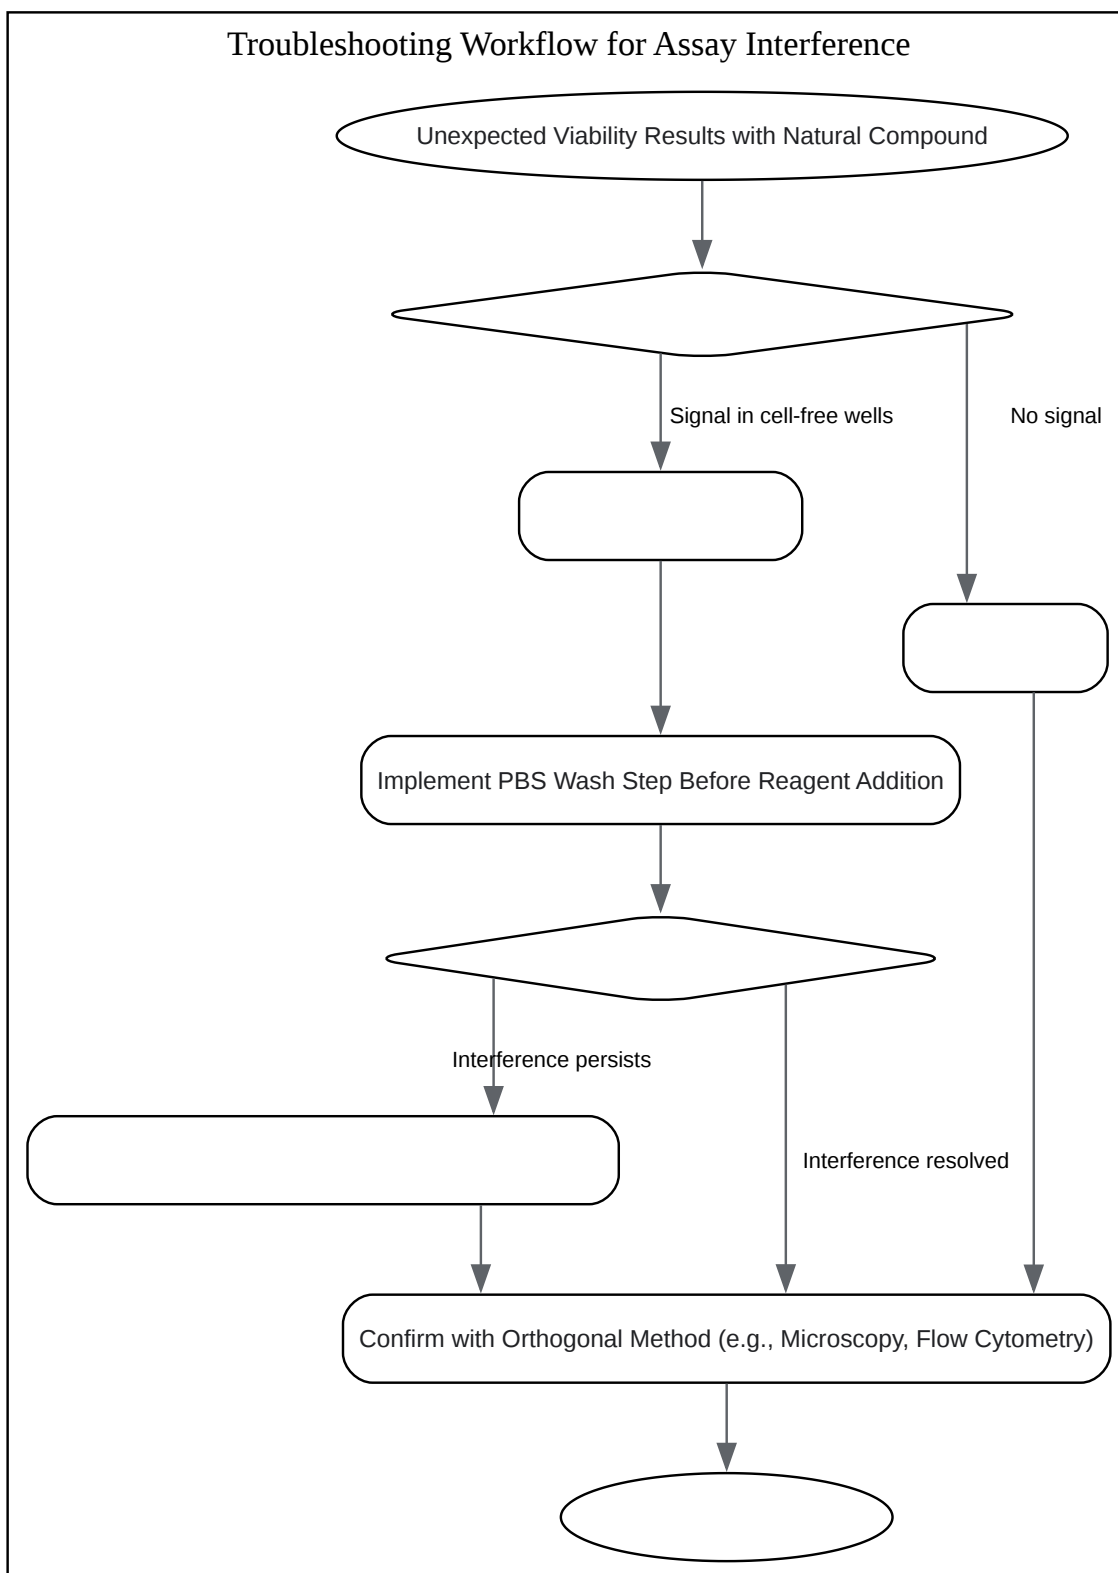 Troubleshooting Workflow for Assay Interference
Unexpected Viability Results with Natural Compound
Signal in cell-free wells
No signal
Implement PBS Wash Step Before Reagent Addition
Interference persists
Interference resolved
Confirm with Orthogonal Method (e.g., Microscopy, Flow Cytometry)